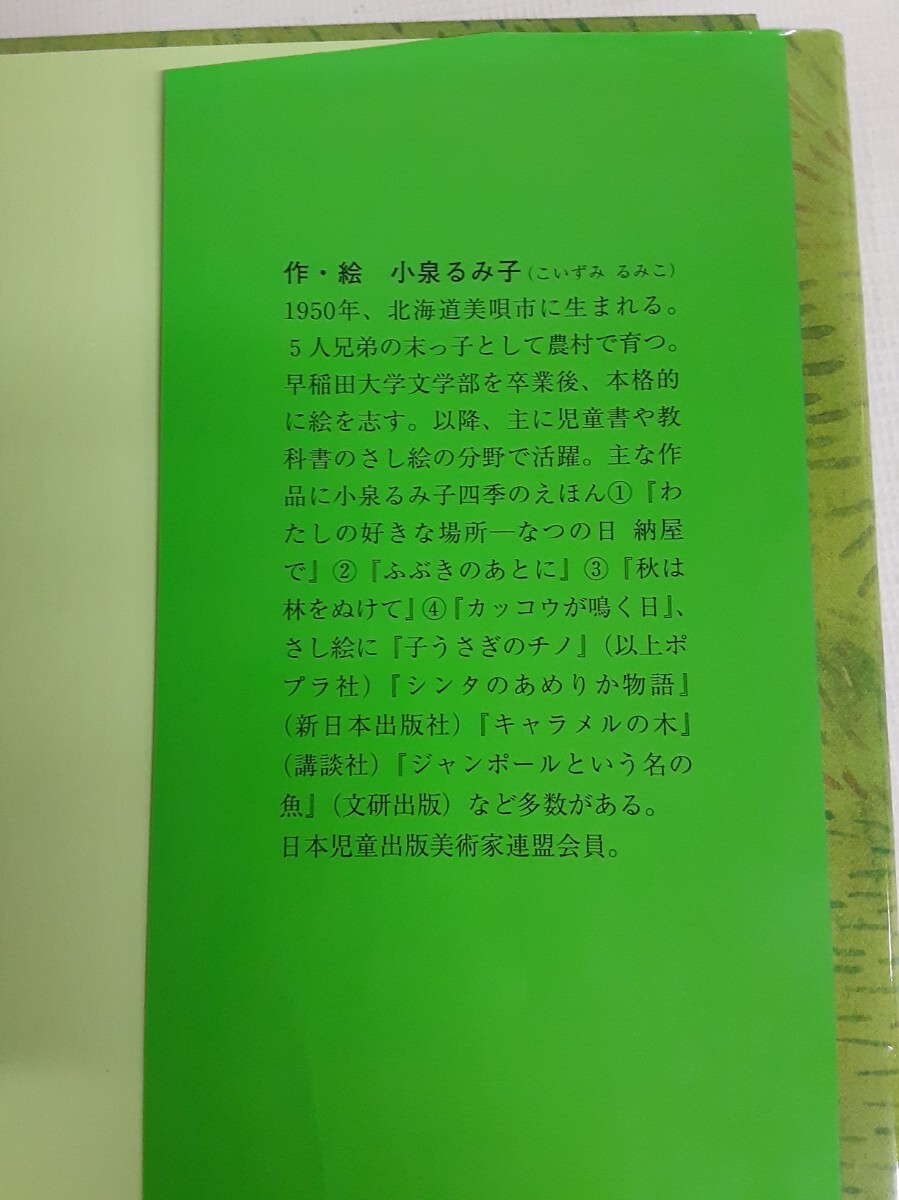 作・絵　小泉るみ子（こいずみ るみこ）
1950年、北海道美唄市に生まれる。
５人兄弟の末っ子として農村で育つ。
早稲田大学文学部を卒業後、本格的
に絵を志す。以降、主に児童書や教
科書のさし絵の分野で活躍。主な作
品に小泉るみ子四季のえほん①『わ
たしの好きな場所―なつの日 納屋
で』②『ふぶきのあとに』③『秋は
林をぬけて』④『カッコウが鳴く日』、
さし絵に『子うさぎのチノ』（以上ポ
プラ社）『シンタのあめりか物語』
（新日本出版社）『キャラメルの木』
（講談社）『ジャンポールという名の
魚』（文研出版）など多数がある。
日本児童出版美術家連盟会員。